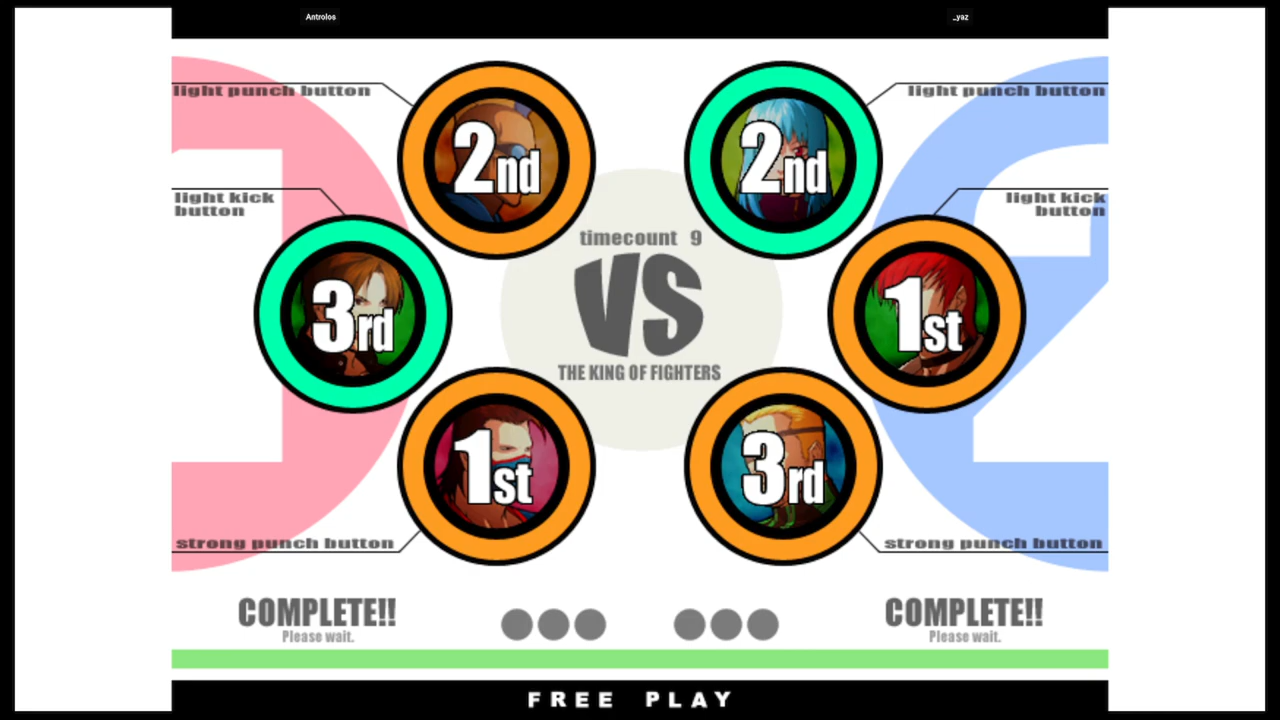 Antrolos
_yaz
light punch button
light punch button
2nd
2nd
light kick
button
light kick
button
timecount 9
VS
THE KING OF FIGHTERS
3rd
1st
1st
3rd
strong punch button
strong punch button
COMPLETE!!
Please wait.
COMPLETE!!
Please wait.
FREE PLAY